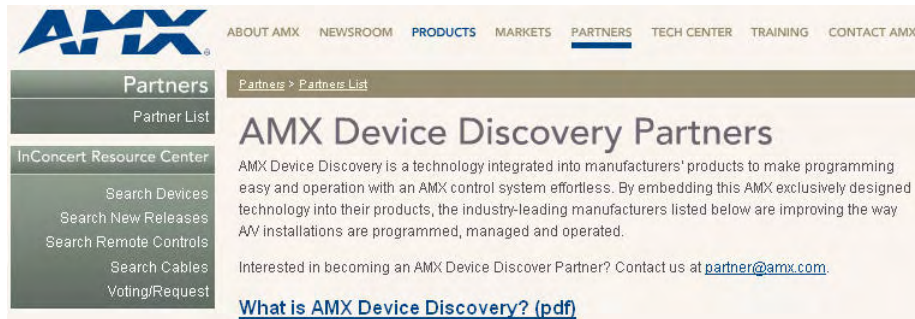 AMX
ABOUT AMX NEWSROOM PRODUCTS MARKETS PARTNERS TECH CENTER TRAINING CONTACT AMX
Partners
Partner List
InConcert Resource Center
Search Devices
Search New Releases
Search Remote Controls
Search Cables
Voting/Request
Partners > Partners List
AMX Device Discovery Partners
AMX Device Discovery is a technology integrated into manufacturers' products to make programming
easy and operation with an AMX control system effortless. By embedding this AMX exclusively designed
technology into their products, the industry-leading manufacturers listed below are improving the way
A/V installations are programmed, managed and operated.
Interested in becoming an AMX Device Discover Partner? Contact us at partner@amx.com.
What is AMX Device Discovery? (pdf)